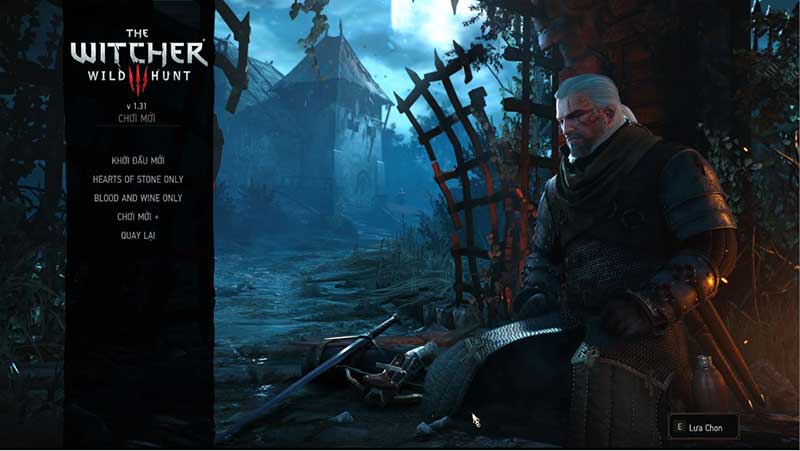 THE
WITCHER
WILD HUNT
v 1.31
CHƠI MỚI
KHỞI ĐẦU MỚI
HEARTS OF STONE ONLY
BLOOD AND WINE ONLY
CHƠI MỚI +
QUAY LẠI
E Lựa Chọn